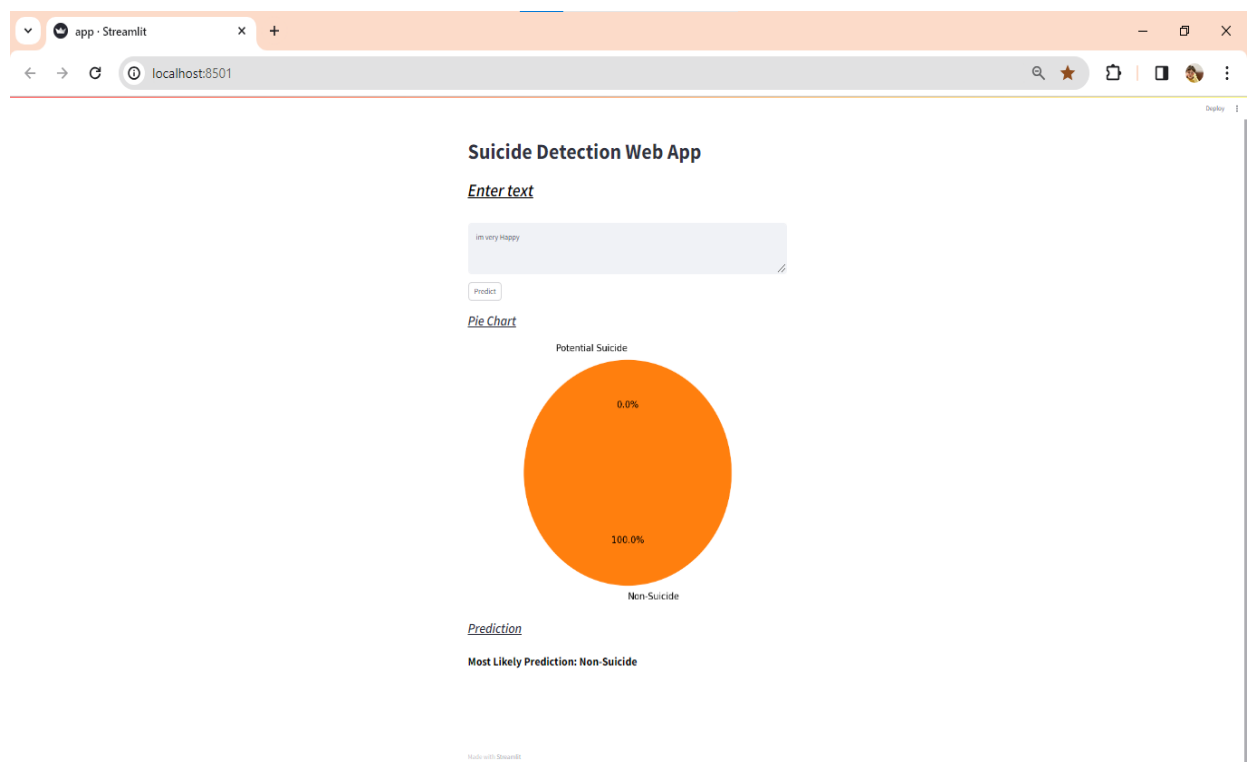 app · Streamlit
localhost:8501
Deploy
Suicide Detection Web App
Enter text
im very Happy
Predict
Pie Chart
Potential Suicide
0.0%
100.0%
Non-Suicide
Prediction
Most Likely Prediction: Non-Suicide
Made with Streamlit